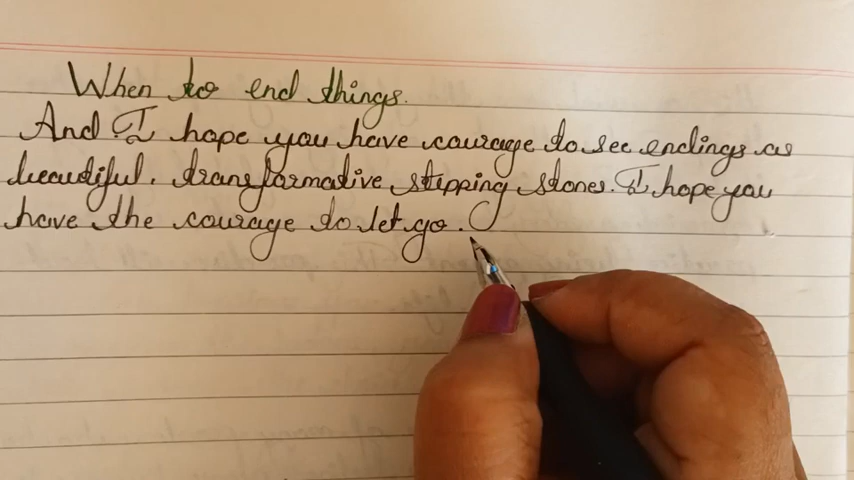 When to end things.
And I hope you have courage to see endings as
beautiful, transformative stepping stones. I hope you
have the courage to let go.